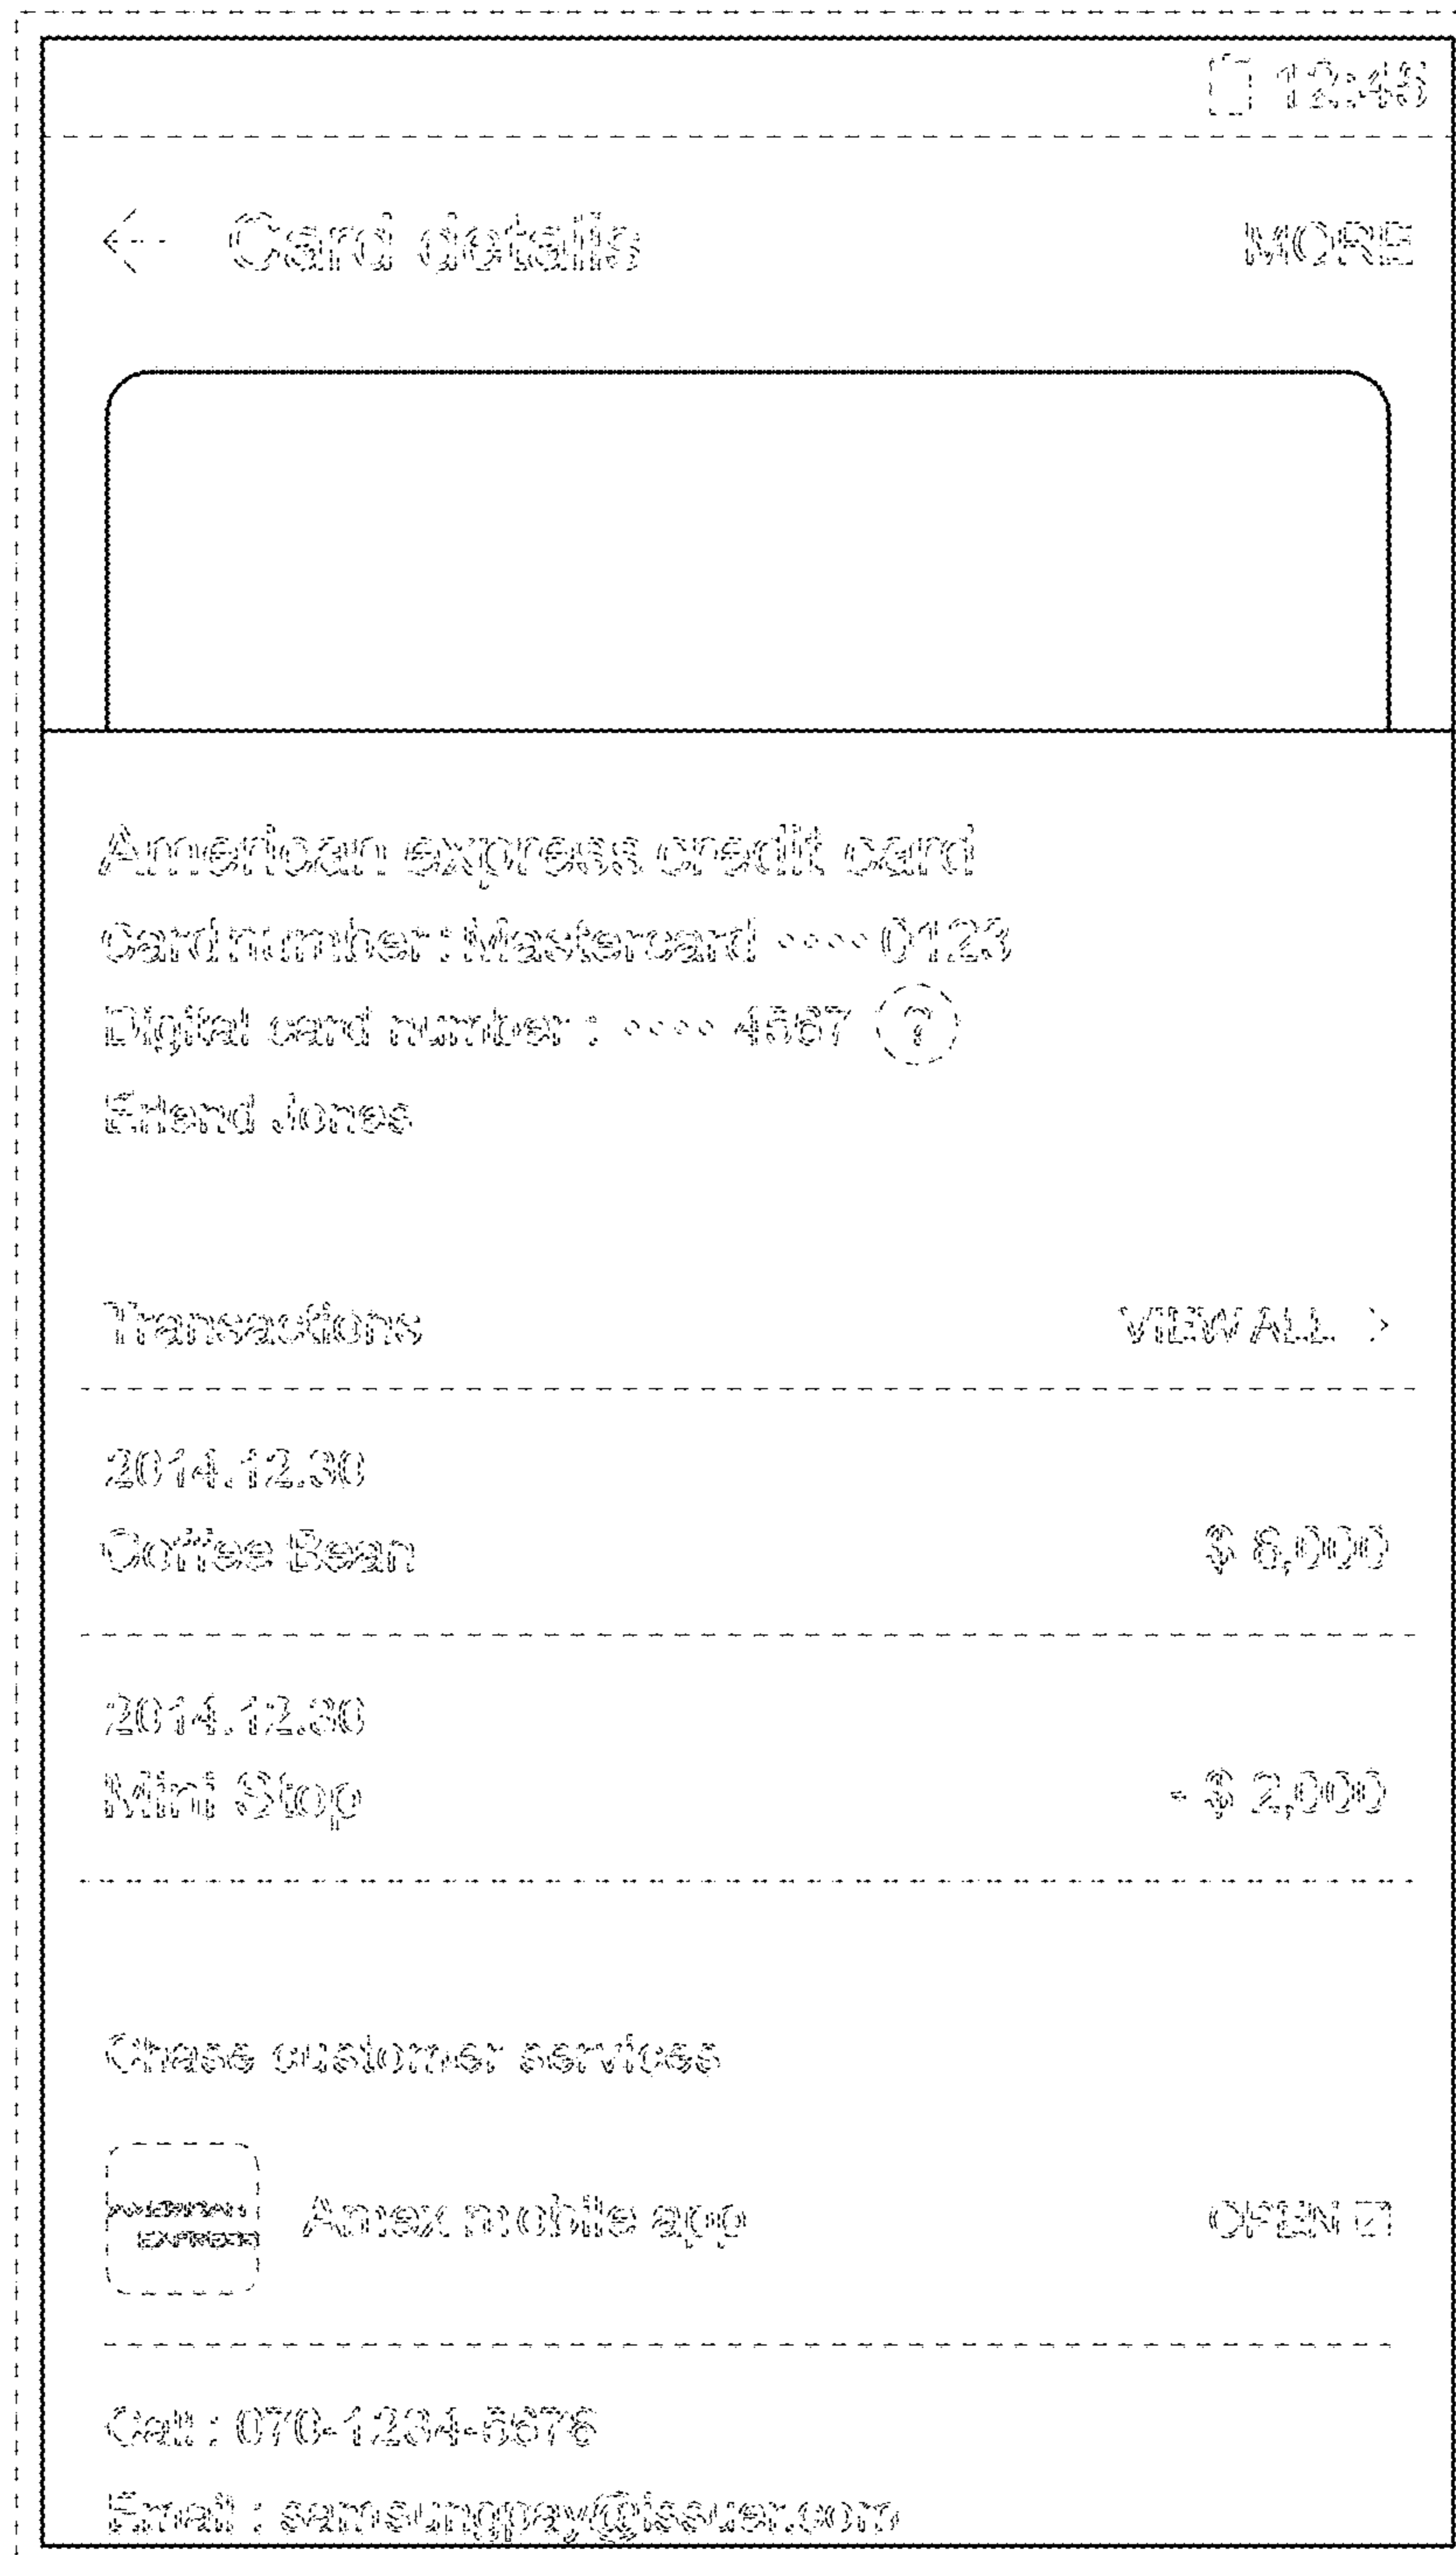 12:45
← Card details MORE
American express credit card
Card number : Mastercard •••• 0123
Digital card number : •••• 4567 ?
Erlend Jones
Transactions VIEW ALL >
2014.12.30
Coffee Bean $ 8,000
2014.12.30
Mini Stop - $ 2,000
Chase customer services
AMERICAN
EXPRESS
Amex mobile app OPEN
Call : 070-1234-5678
Email : samsungpay@issuer.com